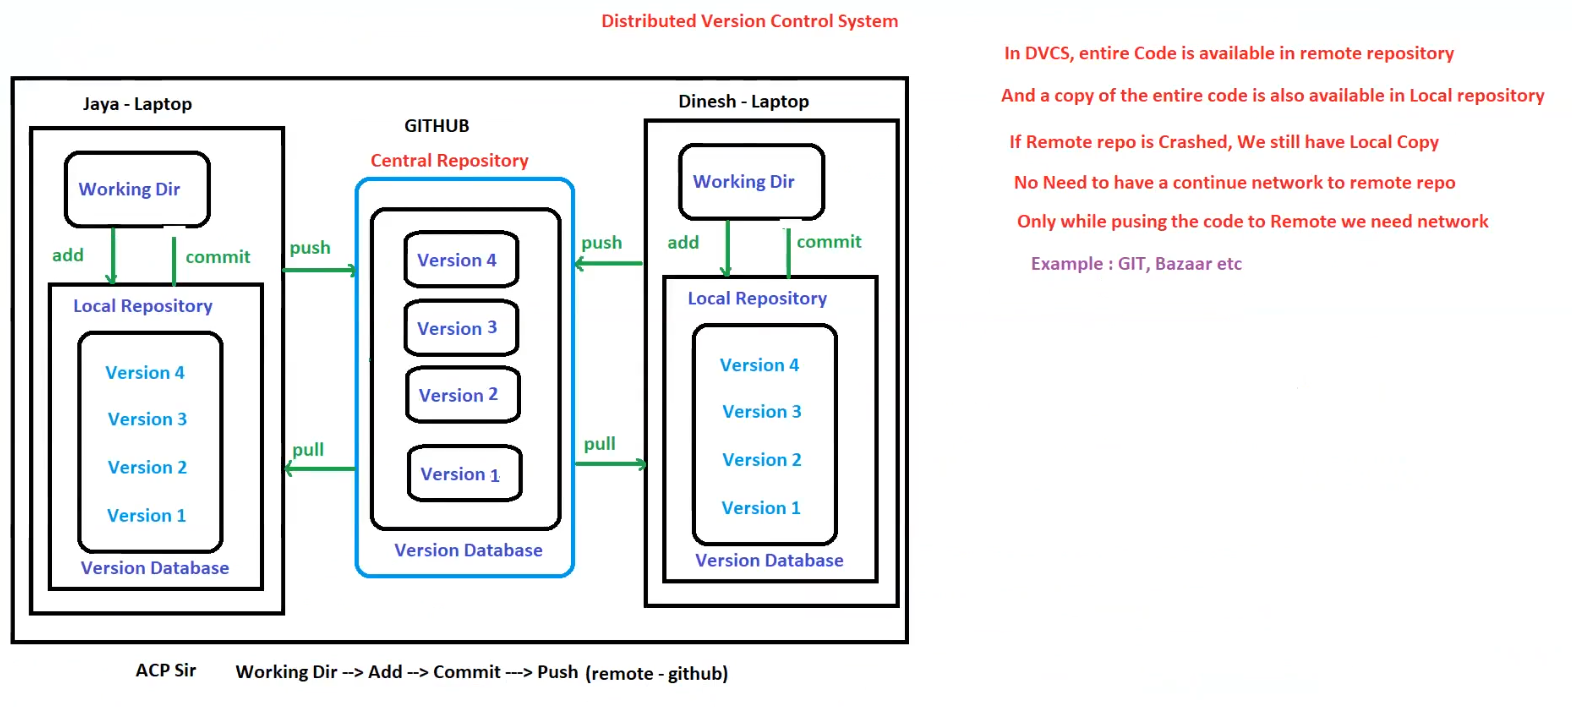 Distributed Version Control System
In DVCS, entire Code is available in remote repository
And a copy of the entire code is also available in Local repository
If Remote repo is Crashed, We still have Local Copy
No Need to have a continue network to remote repo
Only while pusing the code to Remote we need network
Example : GIT, Bazaar etc
Jaya - Laptop
Working Dir
add
commit
Local Repository
Version 4
Version 3
Version 2
Version 1
Version Database
push
pull
GITHUB
Central Repository
Version 4
Version 3
Version 2
Version 1
Version Database
push
pull
Dinesh - Laptop
Working Dir
add
commit
Local Repository
Version 4
Version 3
Version 2
Version 1
Version Database
ACP Sir Working Dir --> Add --> Commit ---> Push (remote - github)